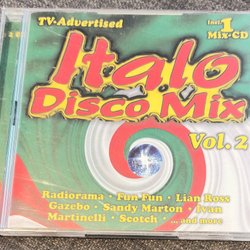 TV-Advertised
Incl. 1
Mix-CD
Italo
Disco Mix
Vol. 2
Radiorama • Fun Fun • Lian Ross
Gazebo • Sandy Marton • Ivan
Martinelli • Scotch • ... and more